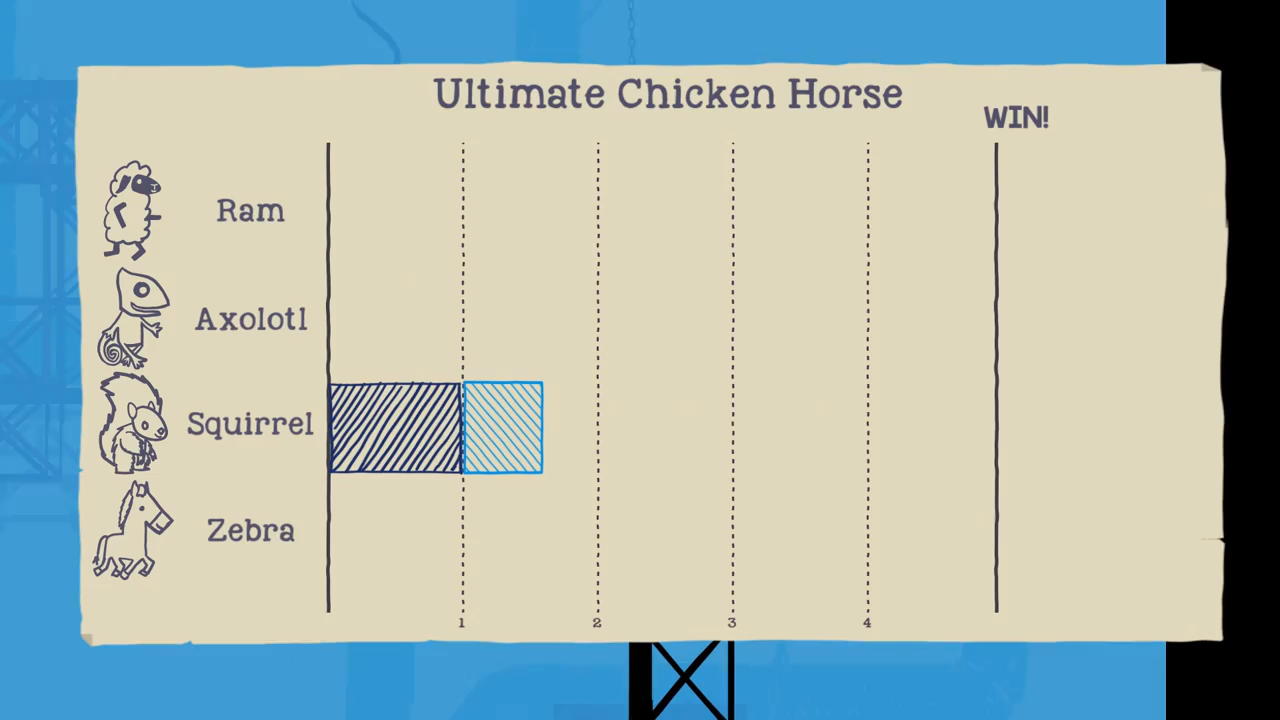 Ultimate Chicken Horse
WIN!
Ram
Axolotl
Squirrel
Zebra
1 2 3 4